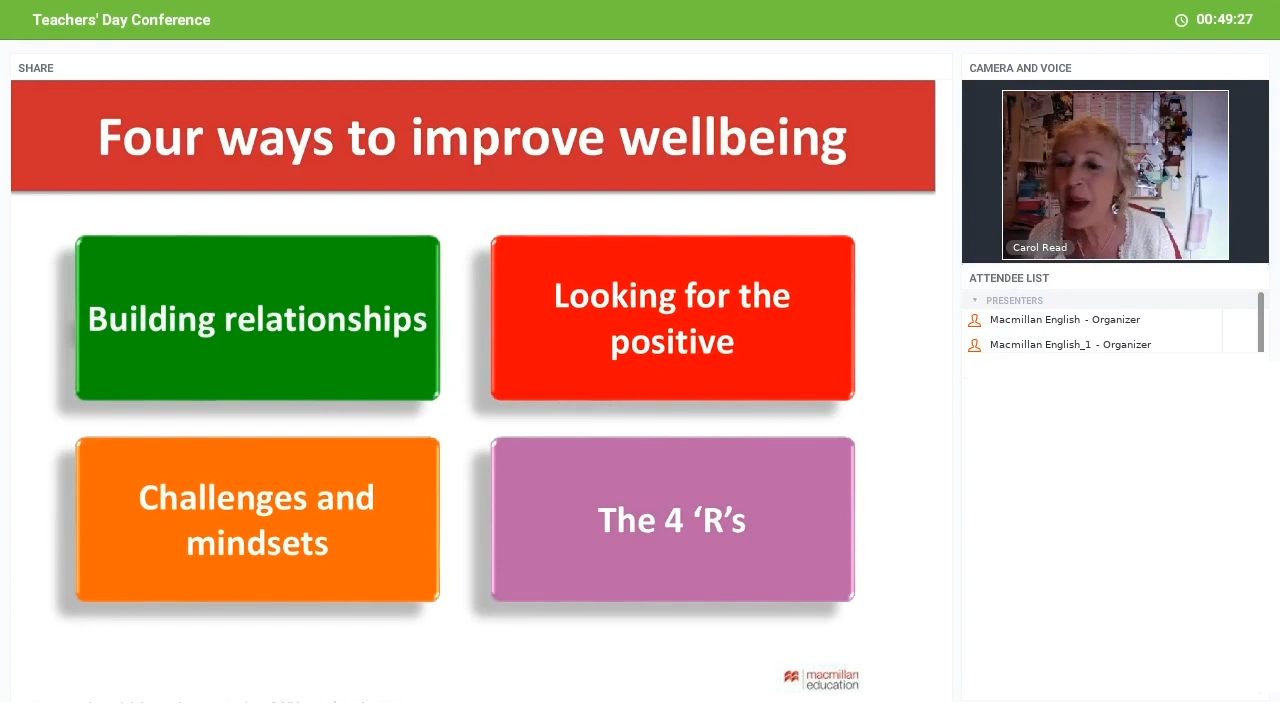 Teachers' Day Conference
00:49:27
SHARE
Four ways to improve wellbeing
Building relationships
Looking for the
positive
Challenges and
mindsets
The 4 ‘R’s
macmillan
education
CAMERA AND VOICE
Carol Read
ATTENDEE LIST
PRESENTERS
Macmillan English - Organizer
Macmillan English_1 - Organizer